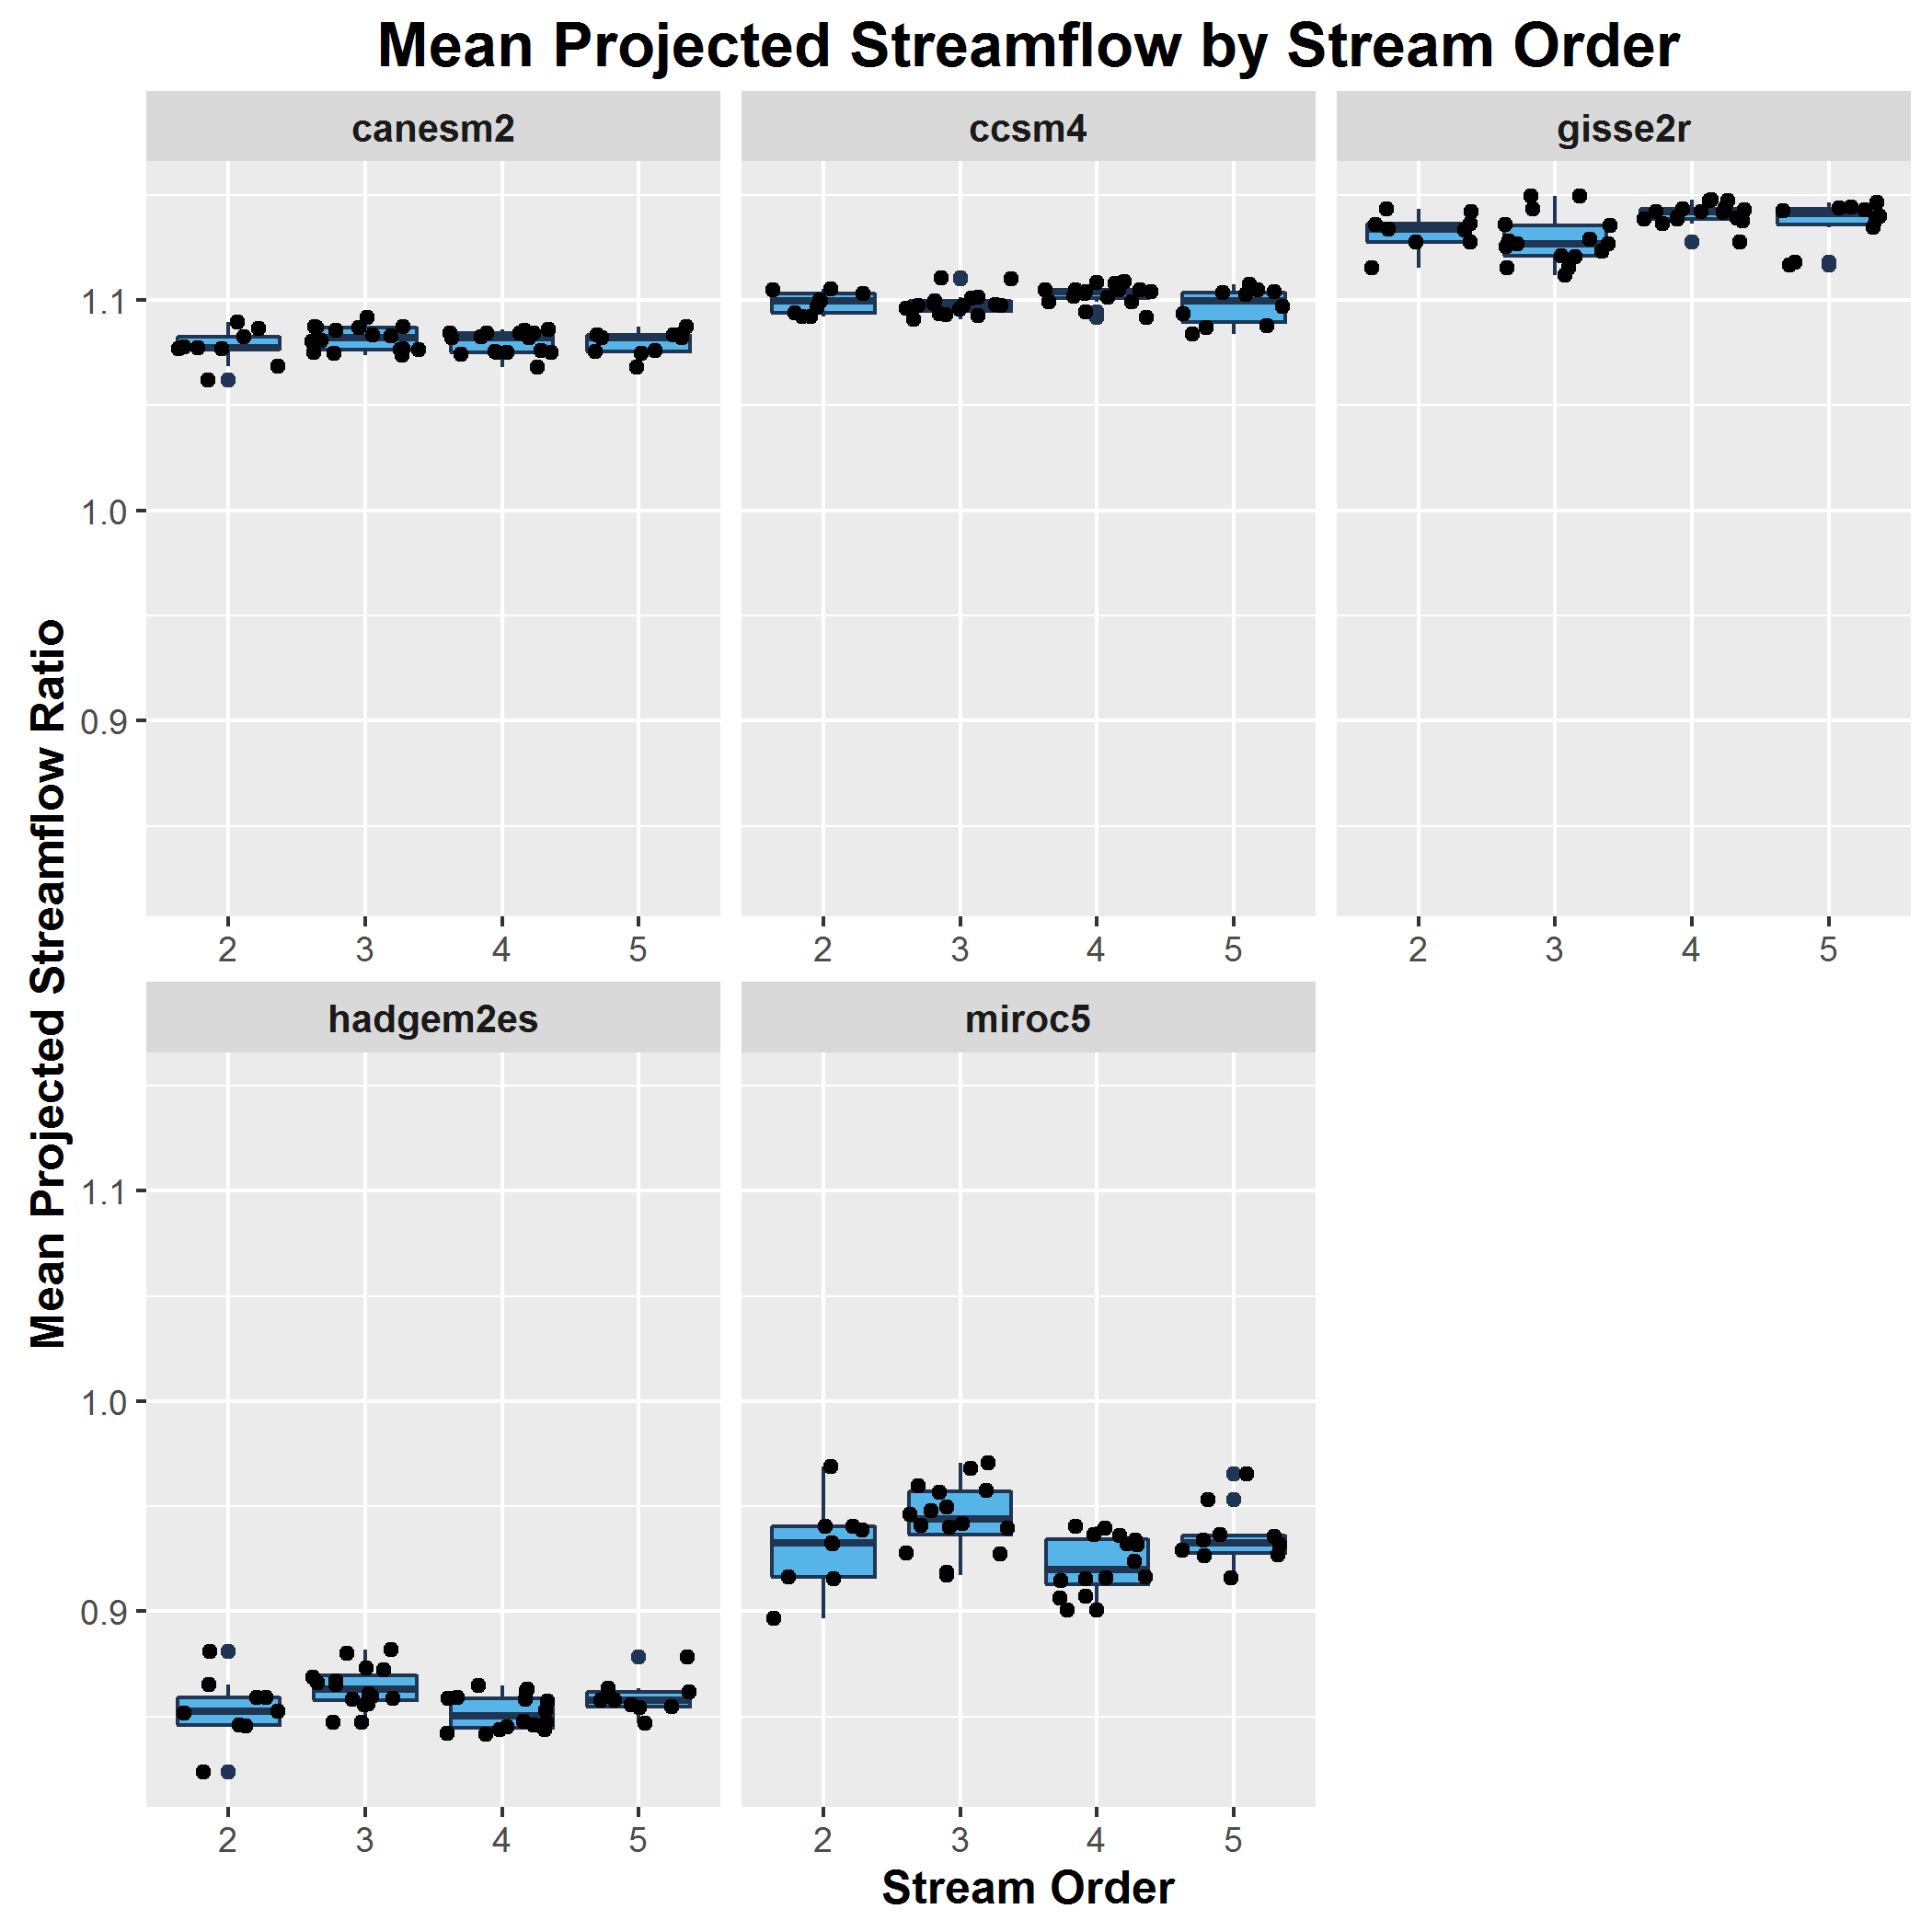 Mean Projected Streamflow by Stream Order
canesm2
ccsm4
gisse2r
1.1
1.0
0.9
2 3 4 5
2 3 4 5
2 3 4 5
Mean Projected Streamflow Ratio
hadgem2es
miroc5
1.1
1.0
0.9
2 3 4 5
2 3 4 5
Stream Order